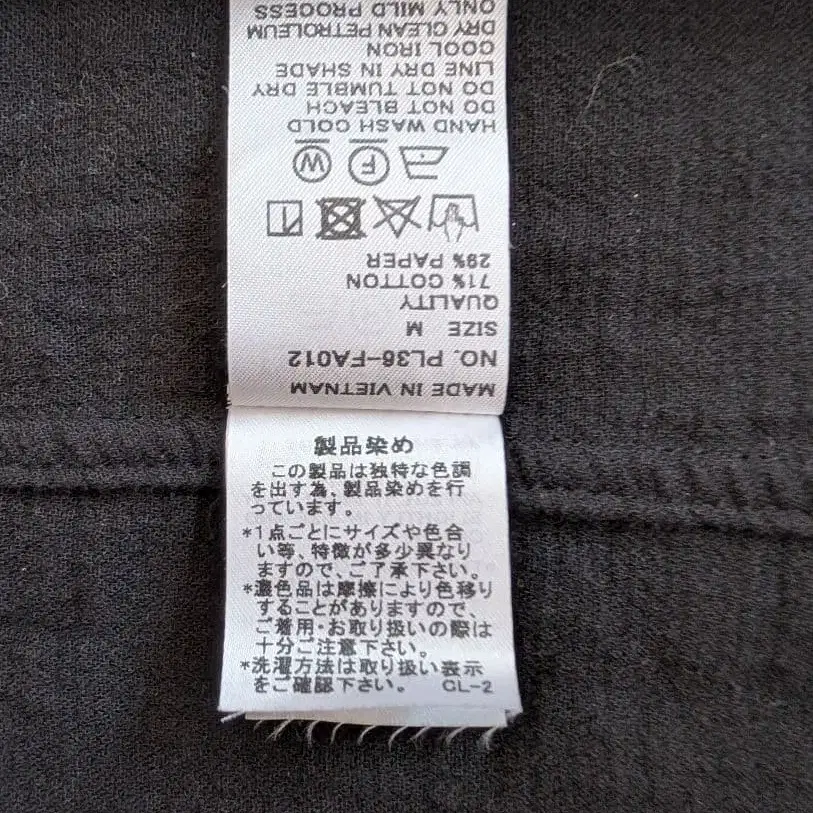 MADE IN VIETNAM
NO. PL36-FA012
SIZE M
QUALITY
71% COTTON
29% PAPER
W F
HAND WASH COLD
DO NOT BLEACH
DO NOT TUMBLE DRY
LINE DRY IN SHADE
COOL IRON
DRY CLEAN PETROLEUM
ONLY MILD PROCESS
製品染め
この製品は独特な色調
を出す為、製品染めを行
っています。
*1点ごとにサイズや色合
い等、特徴が多少異なり
ますので、ご了承下さい。
*濃色品は摩擦により色移り
することがありますので、
ご着用・お取り扱いの際は
十分ご注意下さい。
*洗濯方法は取り扱い表示
をご確認下さい。 CL-2